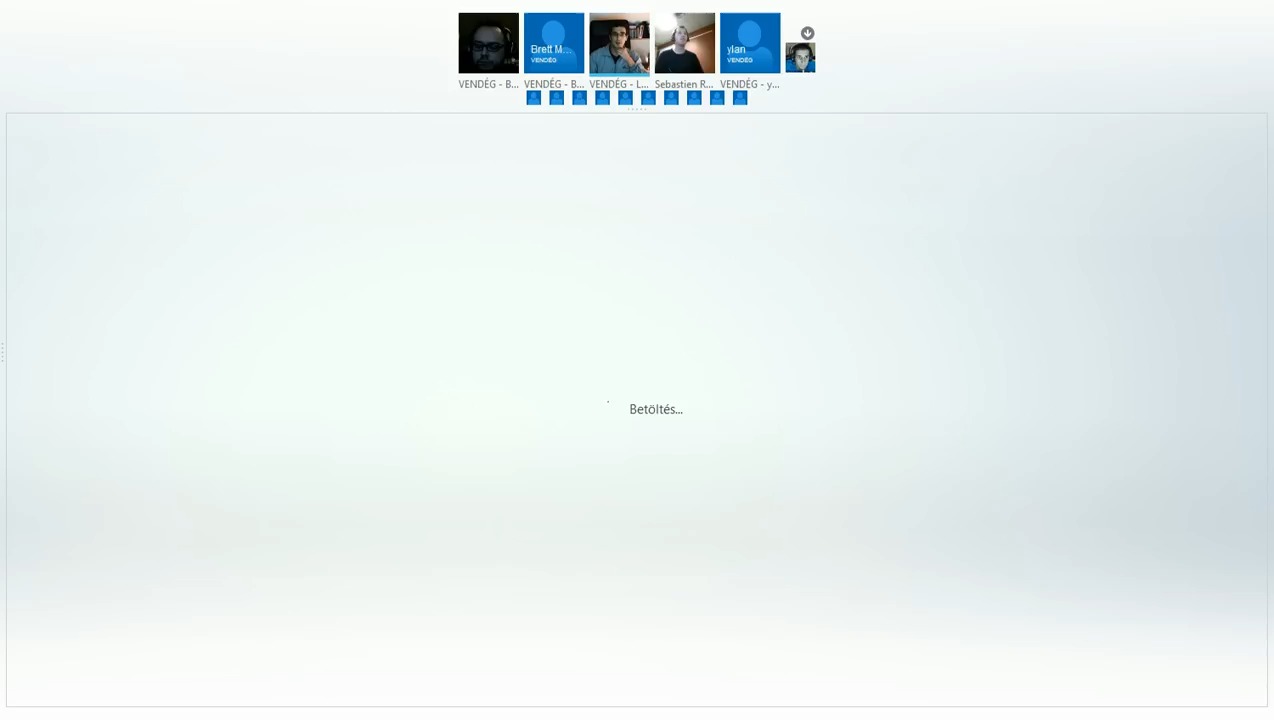 Brett M...
VENDÉG
ylan
VENDÉG
VENDÉG - B...
VENDÉG - B...
VENDÉG - L...
Sebastien R...
VENDÉG - y...
Betöltés...